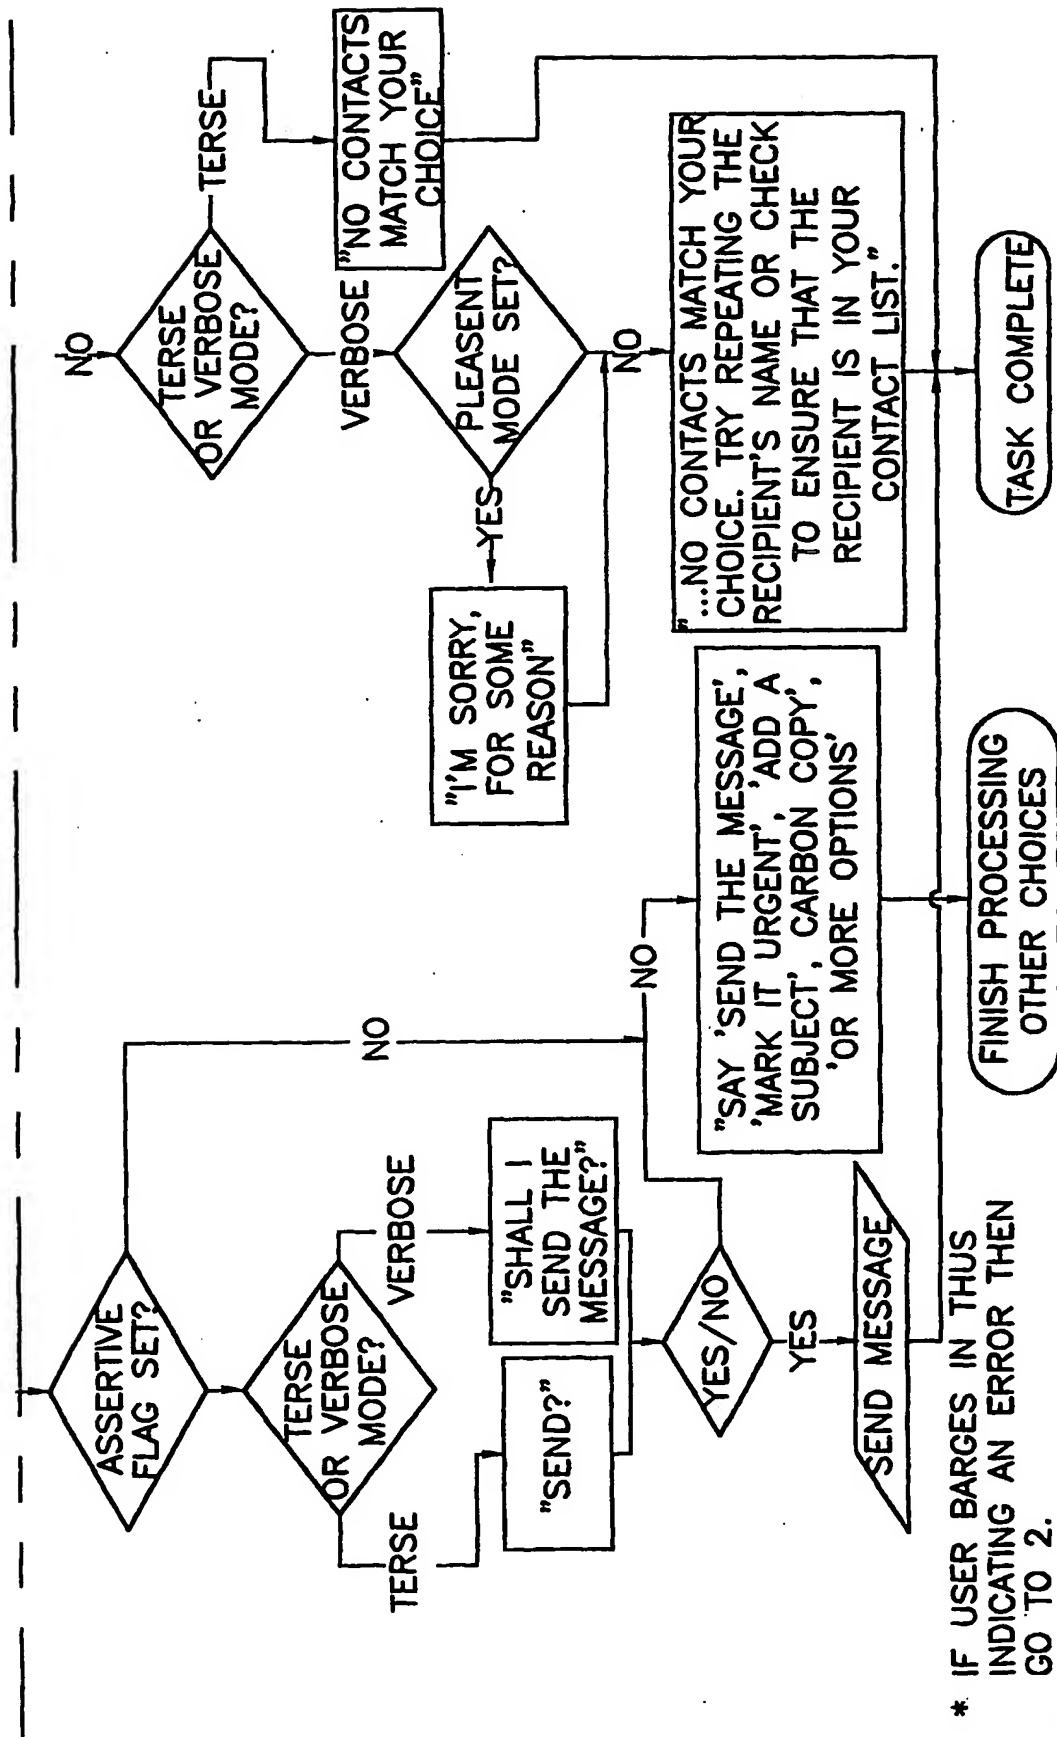 NO
TERSE
OR VERBOSE
MODE?
TERSE
"NO CONTACTS
MATCH YOUR
CHOICE"
VERBOSE
PLEASENT
MODE SET?
YES
"I'M SORRY,
FOR SOME
REASON"
NO
"...NO CONTACTS MATCH YOUR
CHOICE. TRY REPEATING THE
RECIPIENT'S NAME OR CHECK
TO ENSURE THAT THE
RECIPIENT IS IN YOUR
CONTACT LIST."
TASK COMPLETE
ASSERTIVE
FLAG SET?
NO
TERSE
OR VERBOSE
MODE?
TERSE
VERBOSE
"SEND?"
"SHALL I
SEND THE
MESSAGE?"
YES/NO
NO
YES
SEND MESSAGE
"SAY 'SEND THE MESSAGE',
'MARK IT URGENT', 'ADD A
SUBJECT', CARBON COPY',
'OR MORE OPTIONS'
FINISH PROCESSING
OTHER CHOICES
* IF USER BARGES IN THUS
INDICATING AN ERROR THEN
GO TO 2.